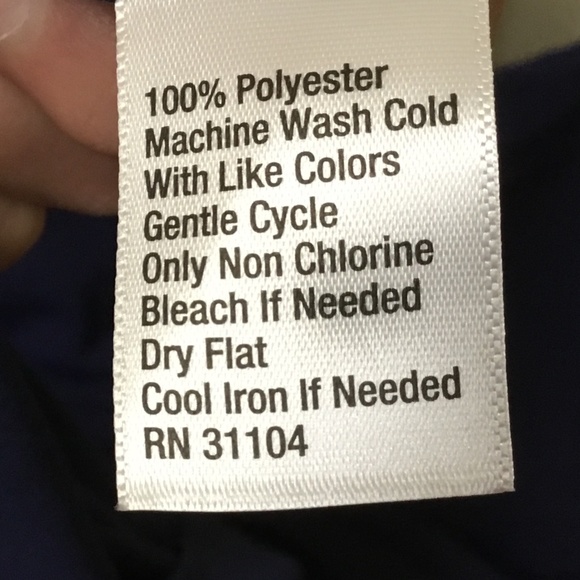 100% Polyester
Machine Wash Cold
With Like Colors
Gentle Cycle
Only Non Chlorine
Bleach If Needed
Dry Flat
Cool Iron If Needed
RN 31104